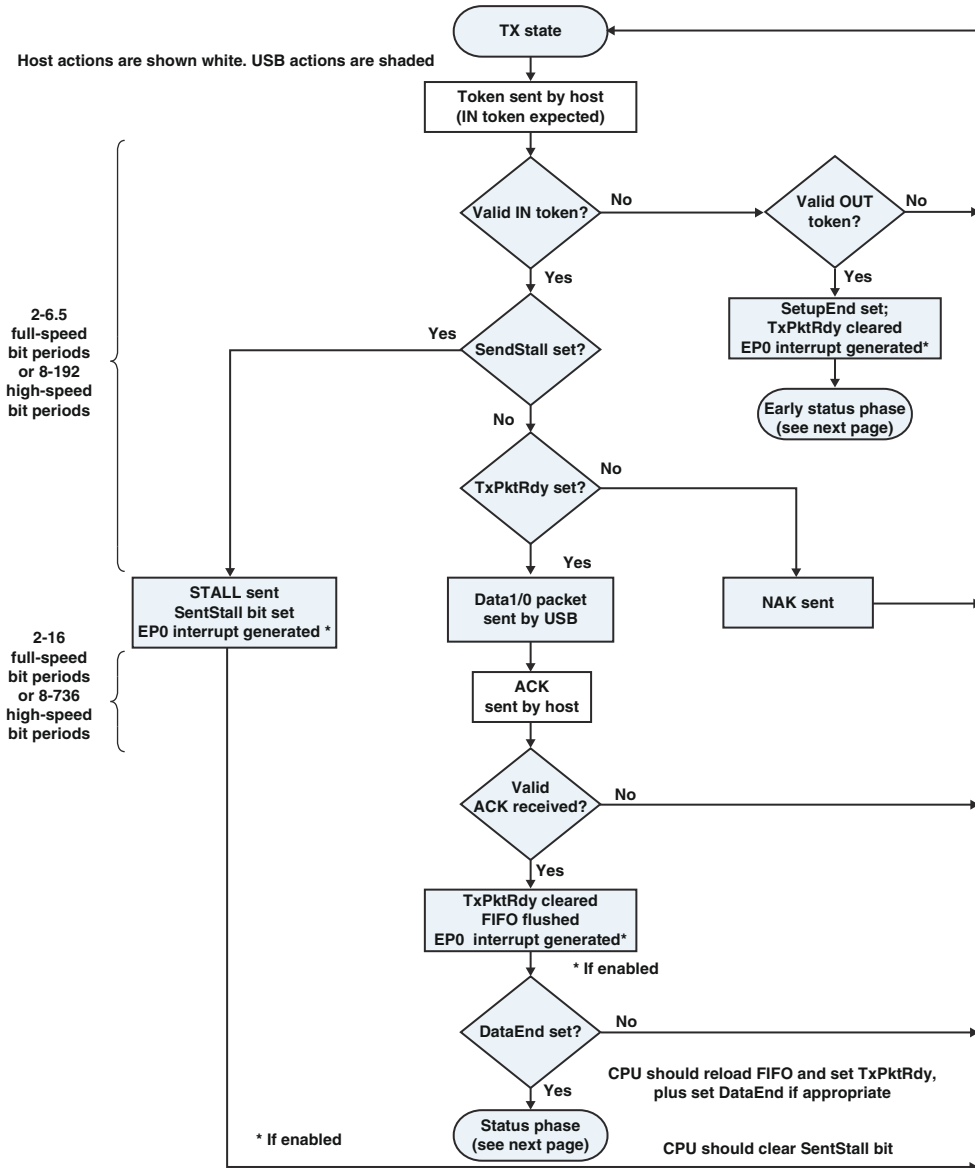 TX state
Host actions are shown white. USB actions are shaded
Token sent by host
(IN token expected)
Valid IN token?
No
Valid OUT
token?
No
Yes
Yes
2-6.5
full-speed
bit periods
or 8-192
high-speed
bit periods
Yes
SendStall set?
SetupEnd set;
TxPktRdy cleared
EP0 interrupt generated*
Early status phase
(see next page)
No
TxPktRdy set?
No
Yes
STALL sent
SentStall bit set
EP0 interrupt generated *
Data1/0 packet
sent by USB
NAK sent
2-16
full-speed
bit periods
or 8-736
high-speed
bit periods
ACK
sent by host
Valid
ACK received?
No
Yes
TxPktRdy cleared
FIFO flushed
EP0 interrupt generated*
* If enabled
DataEnd set?
No
CPU should reload FIFO and set TxPktRdy,
plus set DataEnd if appropriate
Yes
Status phase
(see next page)
* If enabled
CPU should clear SentStall bit